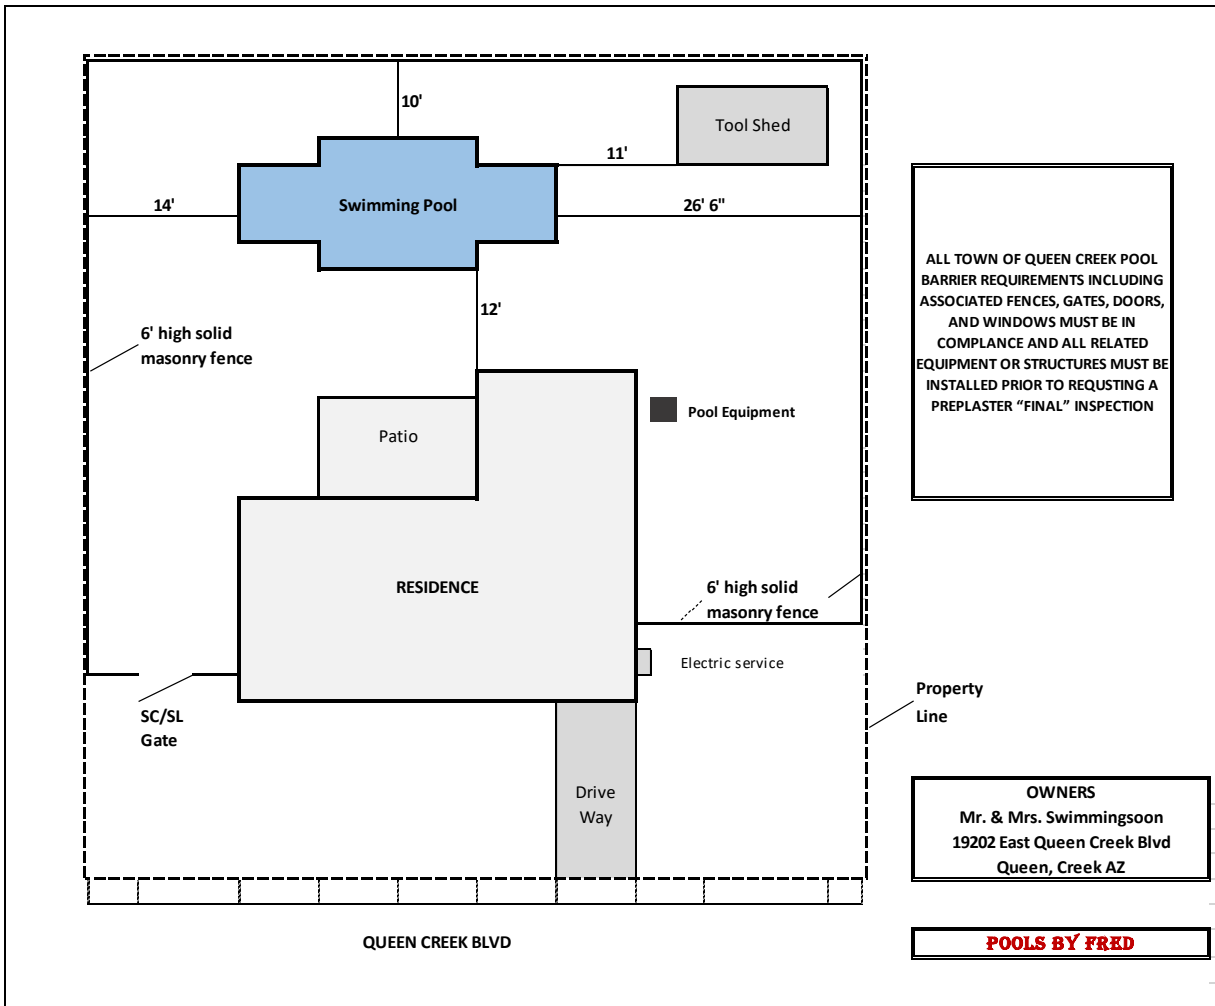 10'
Tool Shed
11'
14'
Swimming Pool
26' 6"
12'
6' high solid
masonry fence
Pool Equipment
Patio
RESIDENCE
6' high solid
masonry fence
Electric service
SC/SL
Gate
Property
Line
Drive
Way
QUEEN CREEK BLVD
ALL TOWN OF QUEEN CREEK POOL
BARRIER REQUIREMENTS INCLUDING
ASSOCIATED FENCES, GATES, DOORS,
AND WINDOWS MUST BE IN
COMPLANCE AND ALL RELATED
EQUIPMENT OR STRUCTURES MUST BE
INSTALLED PRIOR TO REQUSTING A
PREPLASTER “FINAL” INSPECTION
OWNERS
Mr. & Mrs. Swimmingsoon
19202 East Queen Creek Blvd
Queen, Creek AZ
POOLS BY FRED